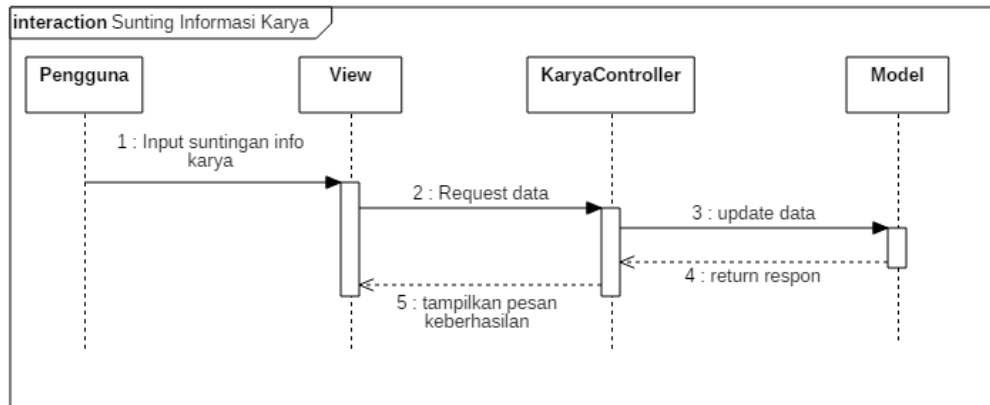 interaction Sunting Informasi Karya
Pengguna
View
KaryaController
Model
1 : Input suntingan info
karya
2 : Request data
3 : update data
4 : return respon
5 : tampilkan pesan
keberhasilan